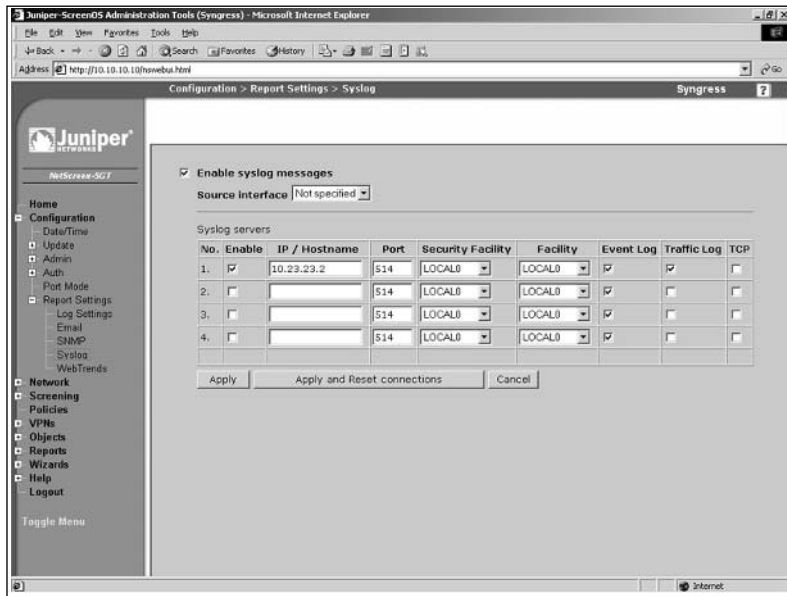 Juniper-ScreenOS Administration Tools (Syngress) - Microsoft Internet Explorer
File Edit View Favorites Tools Help
Back Search Favorites History
Address http://10.10.10.10/nswebui.html Go
Configuration > Report Settings > Syslog Syngress ?
Juniper
NETWORKS
NetScreen-5GT
Home
Configuration
Date/Time
Update
Admin
Auth
Port Mode
Report Settings
Log Settings
Email
SNMP
Syslog
WebTrends
Network
Screening
Policies
VPNs
Objects
Reports
Wizards
Help
Logout
Toggle Menu
Enable syslog messages
Source interface Not specified
Syslog servers
No. Enable IP / Hostname Port Security Facility Facility Event Log Traffic Log TCP
1. 10.23.23.2 514 LOCAL0 LOCAL0
2. 514 LOCAL0 LOCAL0
3. 514 LOCAL0 LOCAL0
4. 514 LOCAL0 LOCAL0
Apply Apply and Reset connections Cancel
Internet